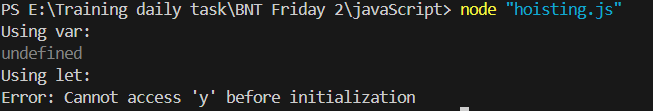 PS E:\Training daily task\BNT Friday 2\javaScript> node "hoisting.js"
Using var:
undefined
Using let:
Error: Cannot access 'y' before initialization